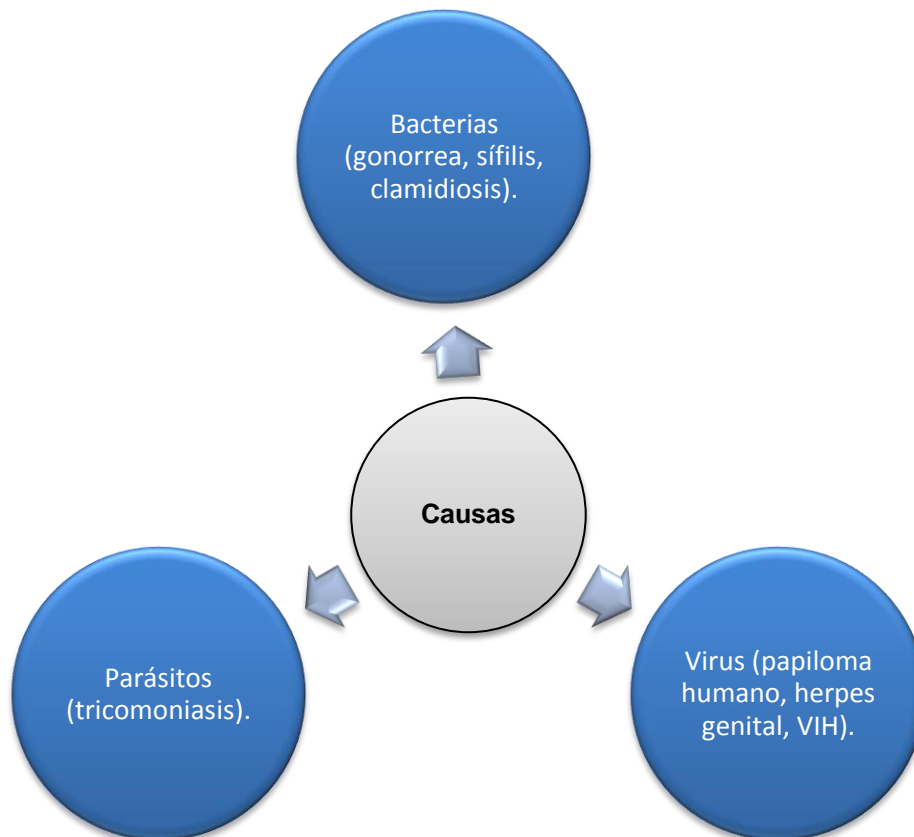 Bacterias
(gonorrea, sífilis,
clamidiosis).
Causas
Parásitos
(tricomoniasis).
Virus (papiloma
humano, herpes
genital, VIH).